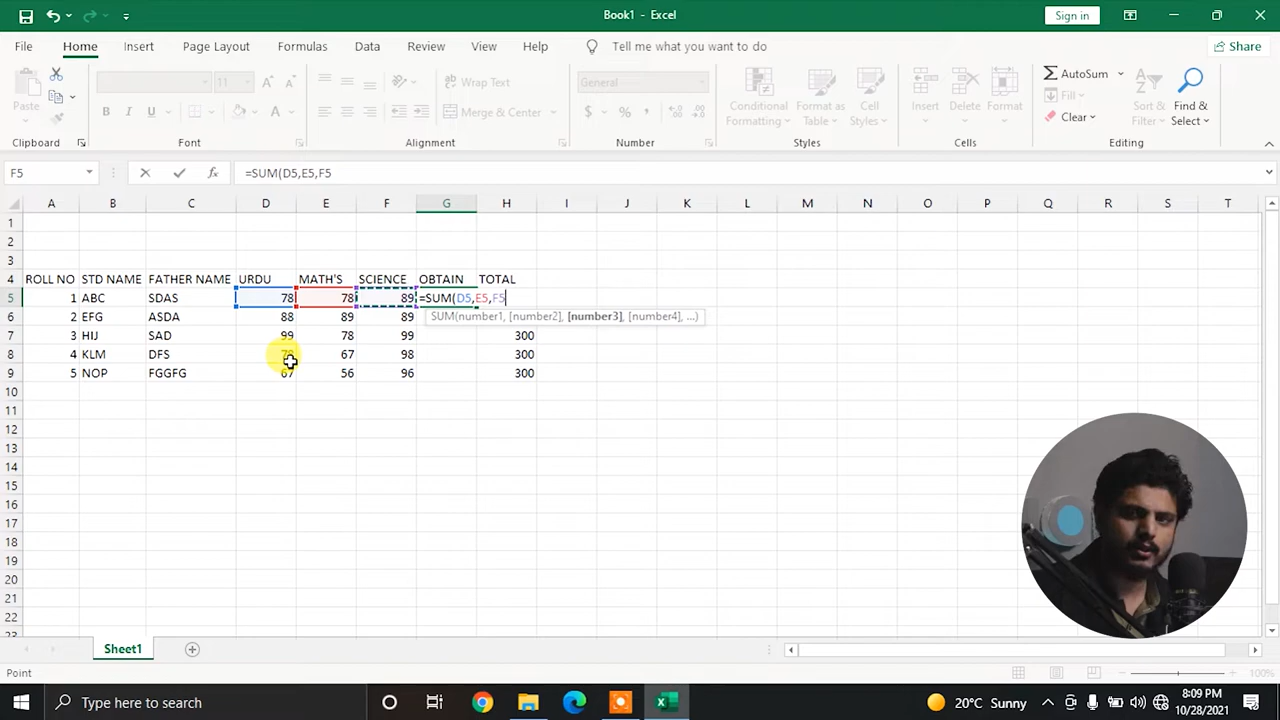 Book1 - Excel
Sign in
File Home Insert Page Layout Formulas Data Review View Help Tell me what you want to do Share
Paste
11
B I U A
Wrap Text
Merge & Center
General
$ % ,
Conditional Formatting
Format as Table
Cell Styles
Insert
Delete
Format
AutoSum
Fill
Clear
Sort & Filter
Find & Select
Clipboard Font Alignment Number Styles Cells Editing
F5 fx =SUM(D5,E5,F5
A B C D E F G H I J K L M N O P Q R S T
1
2
3
4 ROLL NO STD NAME FATHER NAME URDU MATH'S SCIENCE OBTAIN TOTAL
5 1 ABC SDAS 78 78 89 =SUM(D5,E5,F5
6 2 EFG ASDA 88 89 89 SUM(number1, [number2], [number3], [number4], ...)
7 3 HIJ SAD 99 78 99 300
8 4 KLM DFS 67 98 300
9 5 NOP FGGFG 67 56 96 300
10
11
12
13
14
15
16
17
18
19
20
21
22
23
Sheet1
Point
100%
Type here to search
20°C Sunny
8:09 PM
10/28/2021